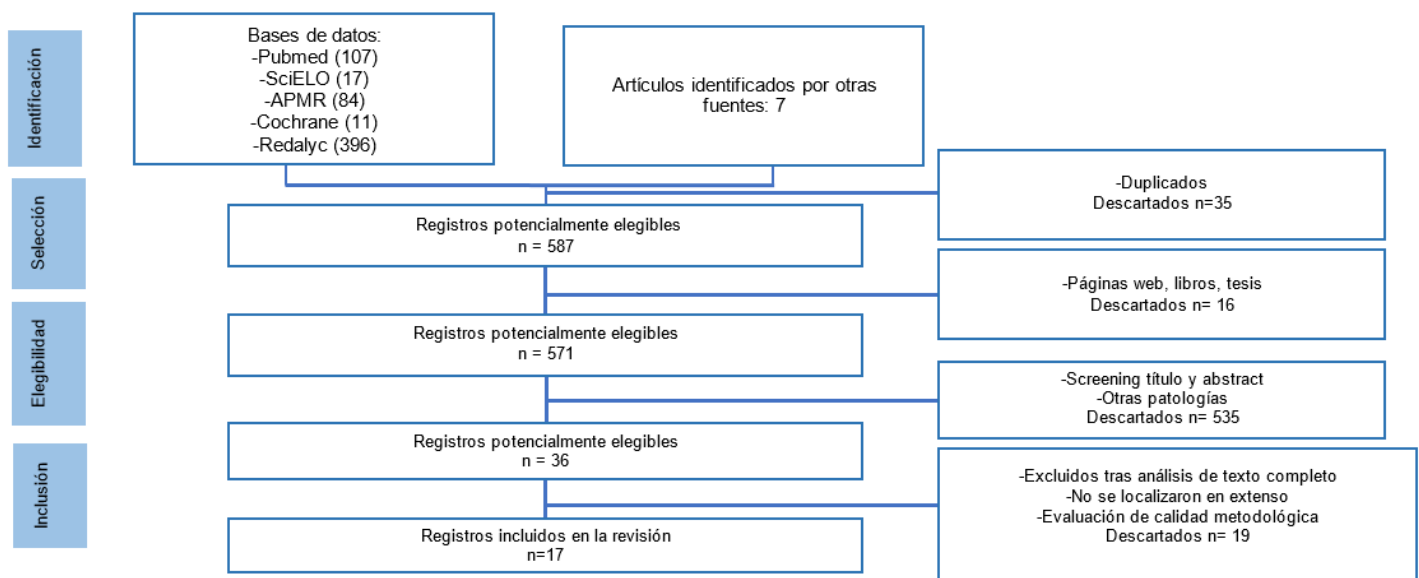 Identificación
Bases de datos:
-Pubmed (107)
-SciELO (17)
-APMR (84)
-Cochrane (11)
-Redalyc (396)
Artículos identificados por otras
fuentes: 7
-Duplicados
Descartados n=35
Selección
Registros potencialmente elegibles
n = 587
-Páginas web, libros, tesis
Descartados n= 16
Elegibilidad
Registros potencialmente elegibles
n = 571
-Screening título y abstract
-Otras patologías
Descartados n= 535
Registros potencialmente elegibles
n = 36
Inclusión
-Excluidos tras análisis de texto completo
-No se localizaron en extenso
-Evaluación de calidad metodológica
Descartados n= 19
Registros incluidos en la revisión
n=17